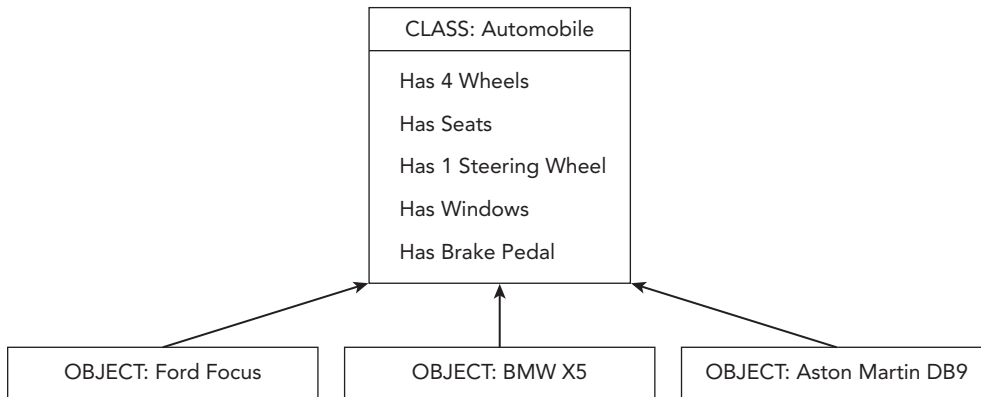 CLASS: Automobile
Has 4 Wheels
Has Seats
Has 1 Steering Wheel
Has Windows
Has Brake Pedal
OBJECT: Ford Focus
OBJECT: BMW X5
OBJECT: Aston Martin DB9